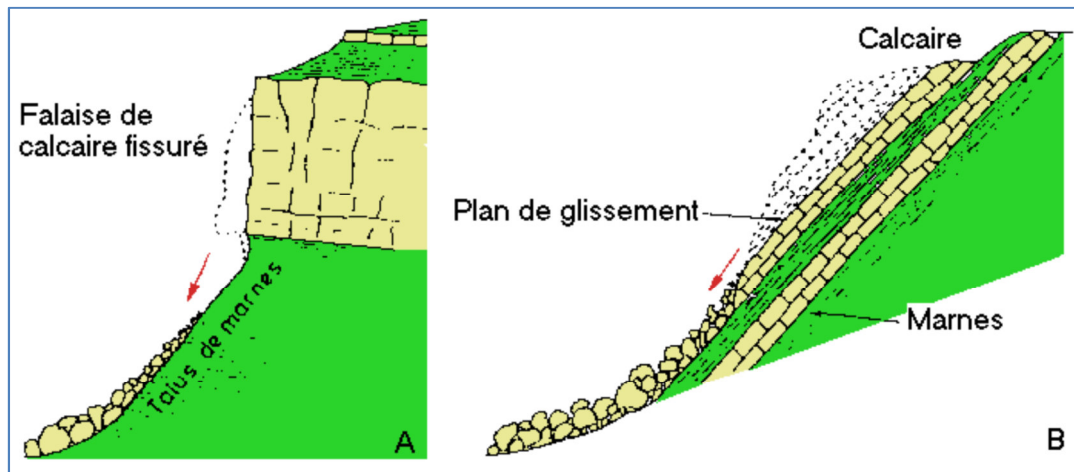 Falaise de
calcaire fissuré
Talus de marnes
A
Calcaire
Plan de glissement
Marnes
B